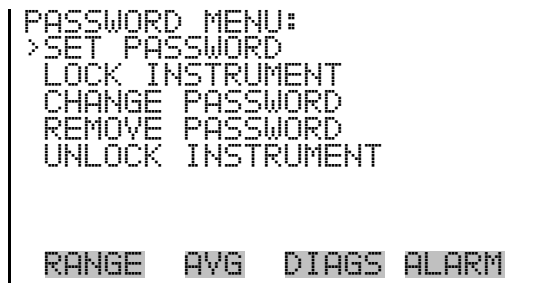 PASSWORD MENU:
>SET PASSWORD
LOCK INSTRUMENT
CHANGE PASSWORD
REMOVE PASSWORD
UNLOCK INSTRUMENT
RANGE AVG DIAGS ALARM